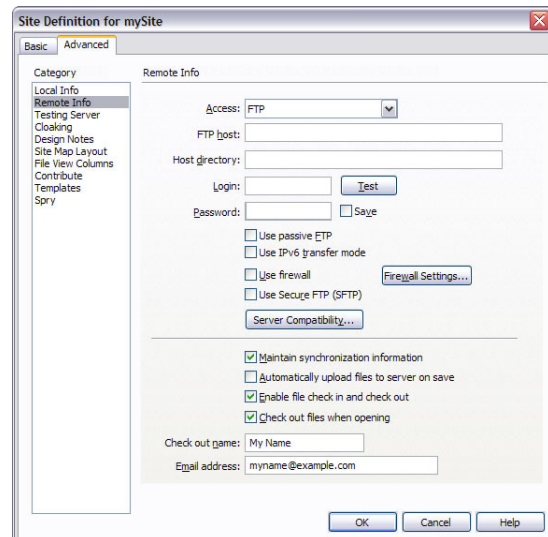 Site Definition for mySite
Basic
Advanced
Category
Local Info
Remote Info
Testing Server
Cloaking
Design Notes
Site Map Layout
File View Columns
Contribute
Templates
Spry
Remote Info
Access: FTP
FTP host:
Host directory:
Login:
Test
Password:
Save
Use passive FTP
Use IPv6 transfer mode
Use firewall
Firewall Settings...
Use Secure FTP (SFTP)
Server Compatibility...
Maintain synchronization information
Automatically upload files to server on save
Enable file check in and check out
Check out files when opening
Check out name: My Name
Email address: myname@example.com
OK
Cancel
Help